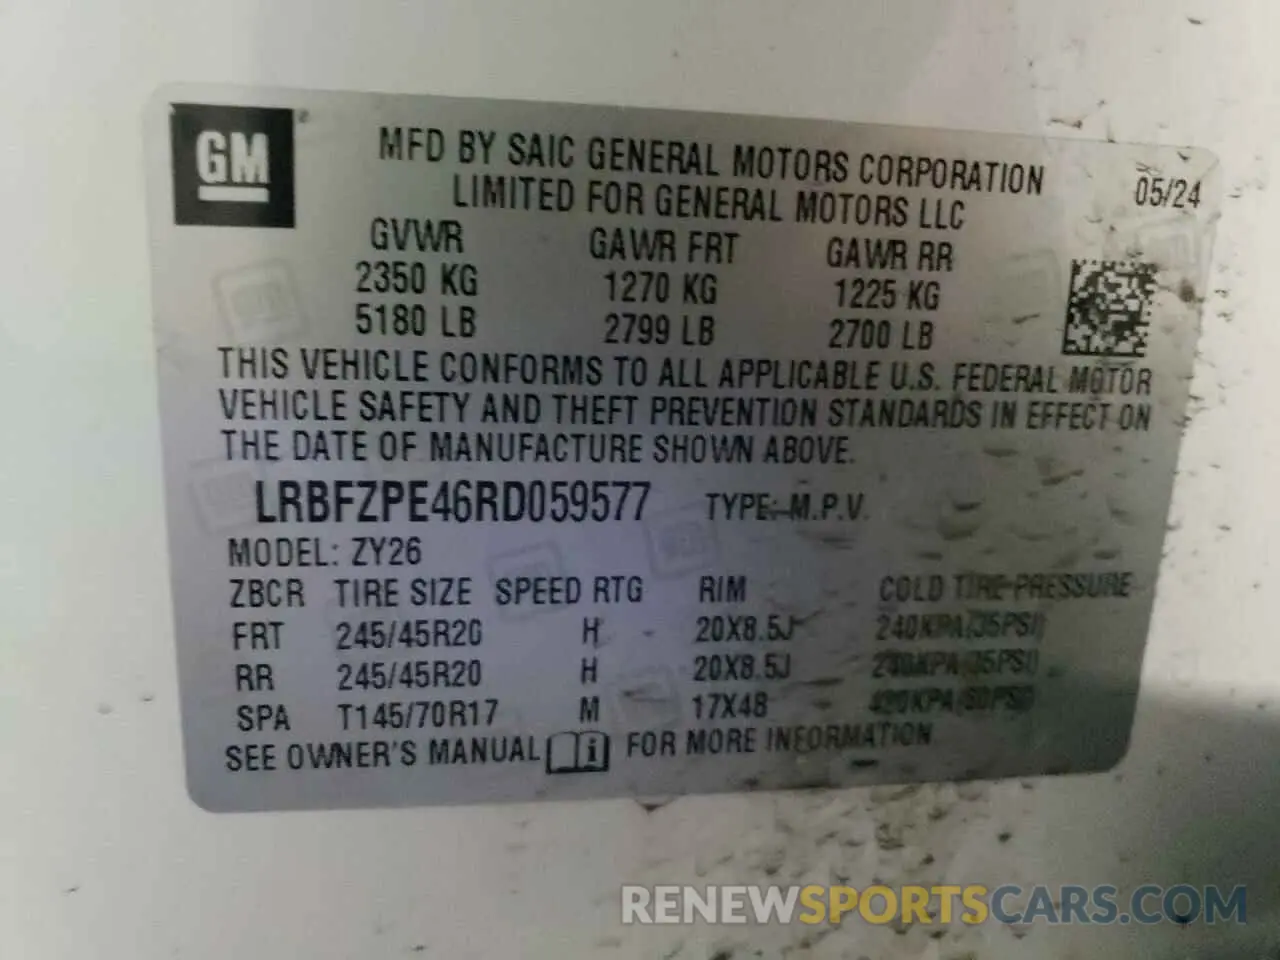 GM
MFD BY SAIC GENERAL MOTORS CORPORATION
LIMITED FOR GENERAL MOTORS LLC
05/24
GVWR GAWR FRT GAWR RR
2350 KG 1270 KG 1225 KG
5180 LB 2799 LB 2700 LB
THIS VEHICLE CONFORMS TO ALL APPLICABLE U.S. FEDERAL MOTOR
VEHICLE SAFETY AND THEFT PREVENTION STANDARDS IN EFFECT ON
THE DATE OF MANUFACTURE SHOWN ABOVE.
LRBFZPE46RD059577 TYPE: M.P.V.
MODEL: ZY26
ZBCR TIRE SIZE SPEED RTG RIM COLD TIRE PRESSURE
FRT 245/45R20 H 20X8.5J 240KPA(35PSI)
RR 245/45R20 H 20X8.5J 240KPA(35PSI)
SPA T145/70R17 M 17X4B 420KPA(60PSI)
SEE OWNER'S MANUAL FOR MORE INFORMATION
RENEWSPORTSCARS.COM